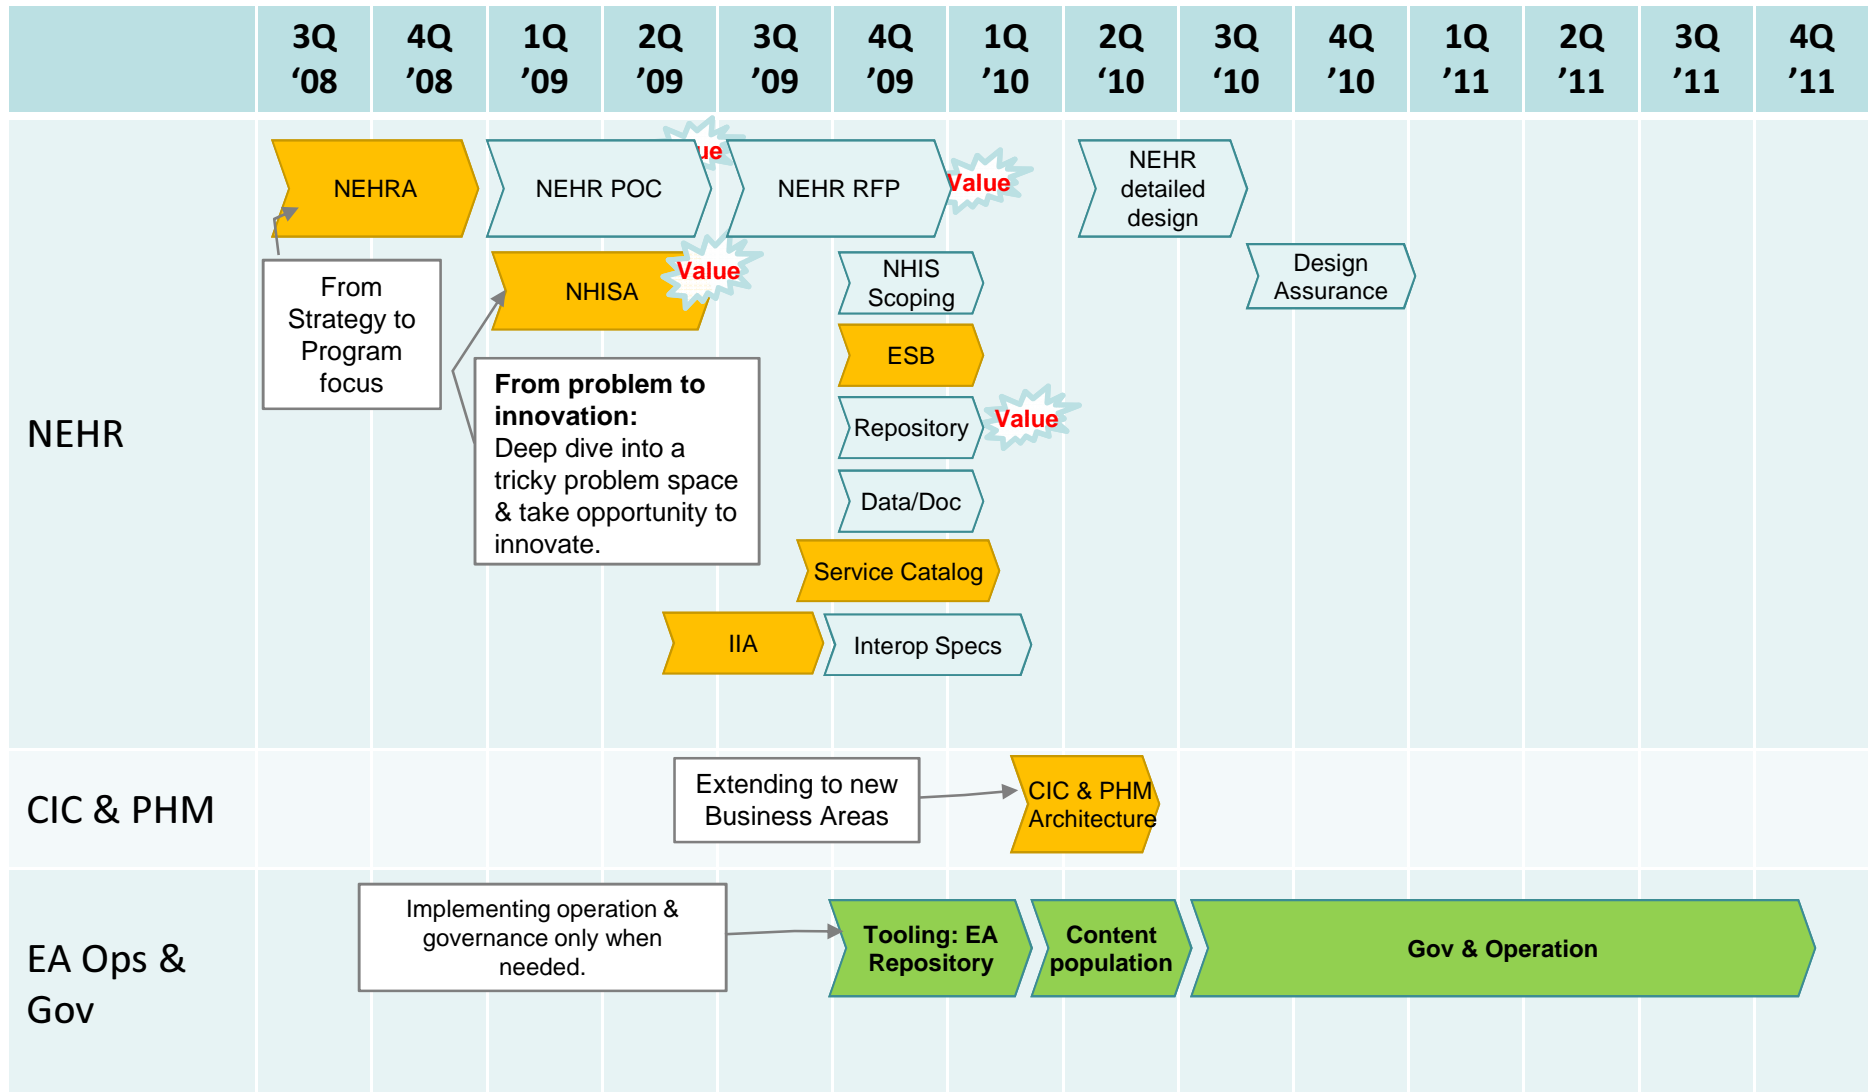 3Q 4Q 1Q 2Q 3Q 4Q 1Q 2Q 3Q 4Q 1Q 2Q 3Q 4Q
‘08 ’08 ’09 ’09 ’09 ’09 ’10 ‘10 ‘10 ’10 ’11 ’11 ’11 ’11
NEHR
NEHRA
NEHR POC
ue
NEHR RFP
Value
NEHR
detailed
design
From
Strategy to
Program
focus
NHISA
Value
NHIS
Scoping
Design
Assurance
ESB
From problem to
innovation:
Deep dive into a
tricky problem space
& take opportunity to
innovate.
Repository
Value
Data/Doc
Service Catalog
IIA
Interop Specs
CIC & PHM
Extending to new
Business Areas
CIC & PHM
Architecture
EA Ops &
Gov
Implementing operation &
governance only when
needed.
Tooling: EA
Repository
Content
population
Gov & Operation